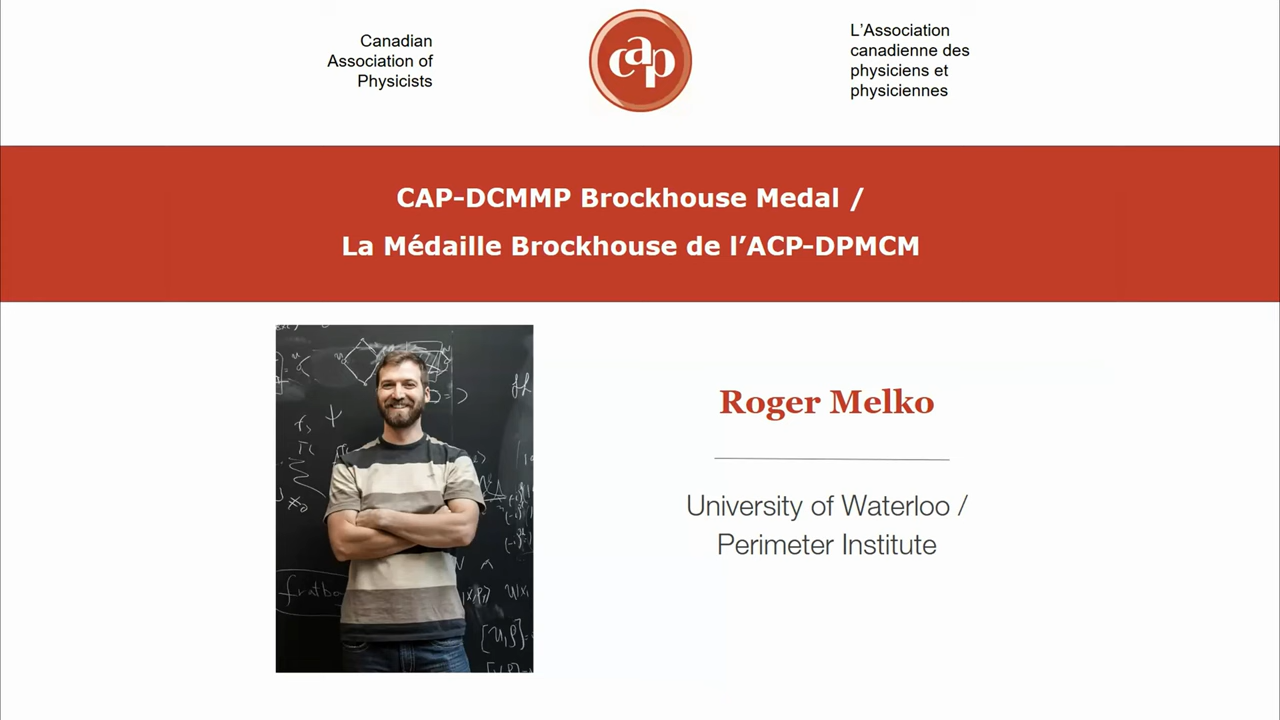 Canadian
Association of
Physicists
cap
L'Association
canadienne des
physiciens et
physiciennes
CAP-DCMMP Brockhouse Medal /
La Médaille Brockhouse de l’ACP-DPMCM
Roger Melko
University of Waterloo /
Perimeter Institute